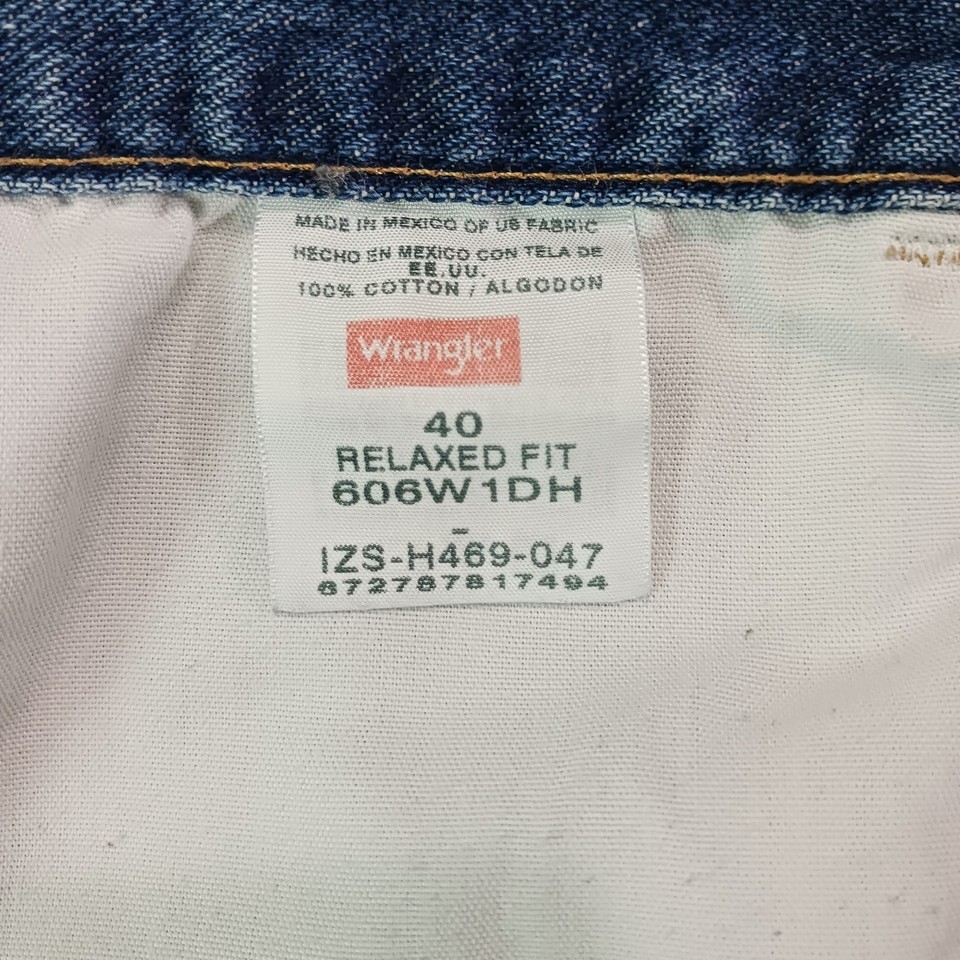 MADE IN MEXICO OF US FABRIC
HECHO EN MEXICO CON TELA DE
EE.UU.
100% COTTON / ALGODON
Wrangler
40
RELAXED FIT
606W1DH
-
IZS-H469-047
672787817494